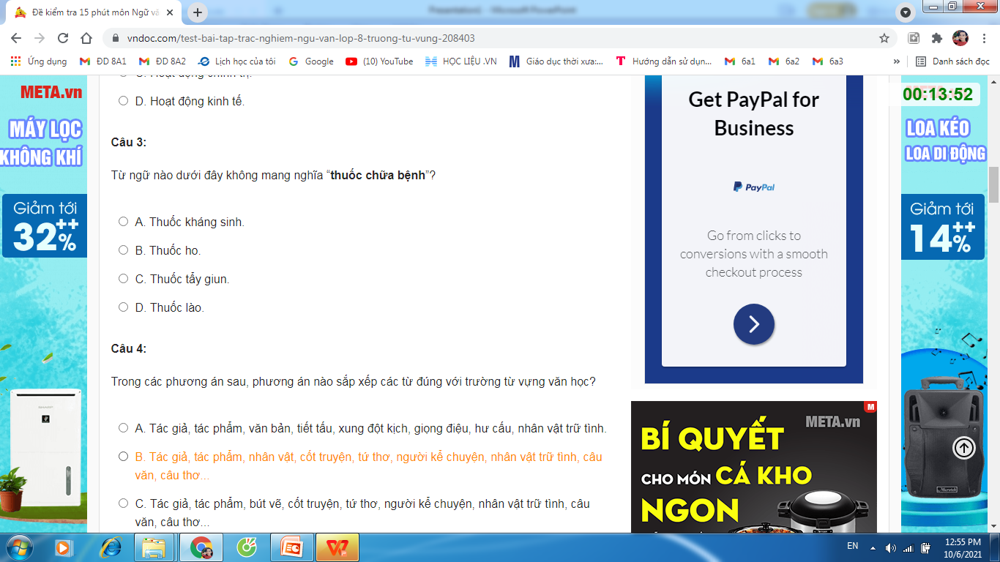 Đề kiểm tra 15 phút môn Ngữ vă
vndoc.com/test-bai-tap-trac-nghiem-ngu-van-lop-8-truong-tu-vung-208403
Ứng dụng
ĐD 8A1
ĐD 8A2
Lịch học của tôi
Google
(10) YouTube
HỌC LIỆU .VN
Giáo dục thời xưa:...
Hướng dẫn sử dụn...
6a1
6a2
6a3
»
Danh sách đọc
META.vn
MÁY LỌC
KHÔNG KHÍ
Giảm tới
32++%
D. Hoạt động kinh tế.
Câu 3:
Từ ngữ nào dưới đây không mang nghĩa “thuốc chữa bệnh”?
A. Thuốc kháng sinh.
B. Thuốc ho.
C. Thuốc tẩy giun.
D. Thuốc lào.
Câu 4:
Trong các phương án sau, phương án nào sắp xếp các từ đúng với trường từ vựng văn học?
A. Tác giả, tác phẩm, văn bản, tiết tấu, xung đột kịch, giọng điệu, hư cấu, nhân vật trữ tình.
B. Tác giả, tác phẩm, nhân vật, cốt truyện, tứ thơ, người kể chuyện, nhân vật trữ tình, câu
văn, câu thơ...
C. Tác giả, tác phẩm, bút vẽ, cốt truyện, tứ thơ, người kể chuyện, nhân vật trữ tình, câu
văn, câu thơ...
Get PayPal for
Business
PayPal
Go from clicks to
conversions with a smooth
checkout process
M
META.vn
BÍ QUYẾT
CHO MÓN CÁ KHO
NGON
00:13:52
LOA KÉO
LOA DI ĐỘNG
Giảm tới
14++%
EN
12:55 PM
10/6/2021